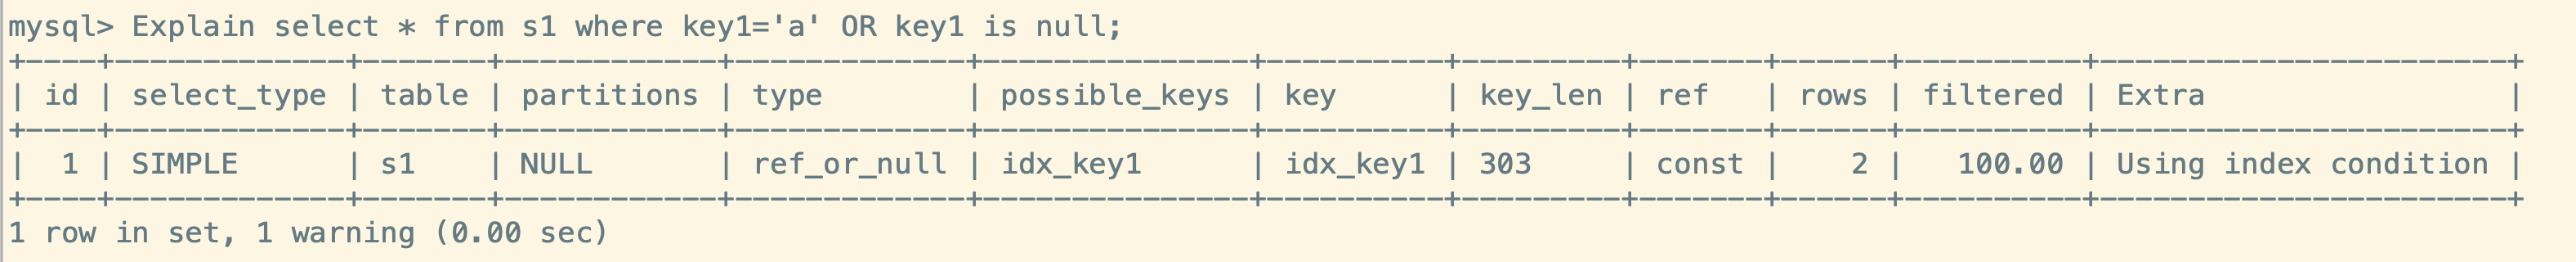 mysql> Explain select * from s1 where key1='a' OR key1 is null;
+----+-------------+-------+------------+-------------+---------------+----------+---------+-------+------+----------+-----------------------+
| id | select_type | table | partitions | type        | possible_keys | key      | key_len | ref   | rows | filtered | Extra                 |
+----+-------------+-------+------------+-------------+---------------+----------+---------+-------+------+----------+-----------------------+
|  1 | SIMPLE      | s1    | NULL       | ref_or_null | idx_key1      | idx_key1 | 303     | const |    2 |   100.00 | Using index condition |
+----+-------------+-------+------------+-------------+---------------+----------+---------+-------+------+----------+-----------------------+
1 row in set, 1 warning (0.00 sec)